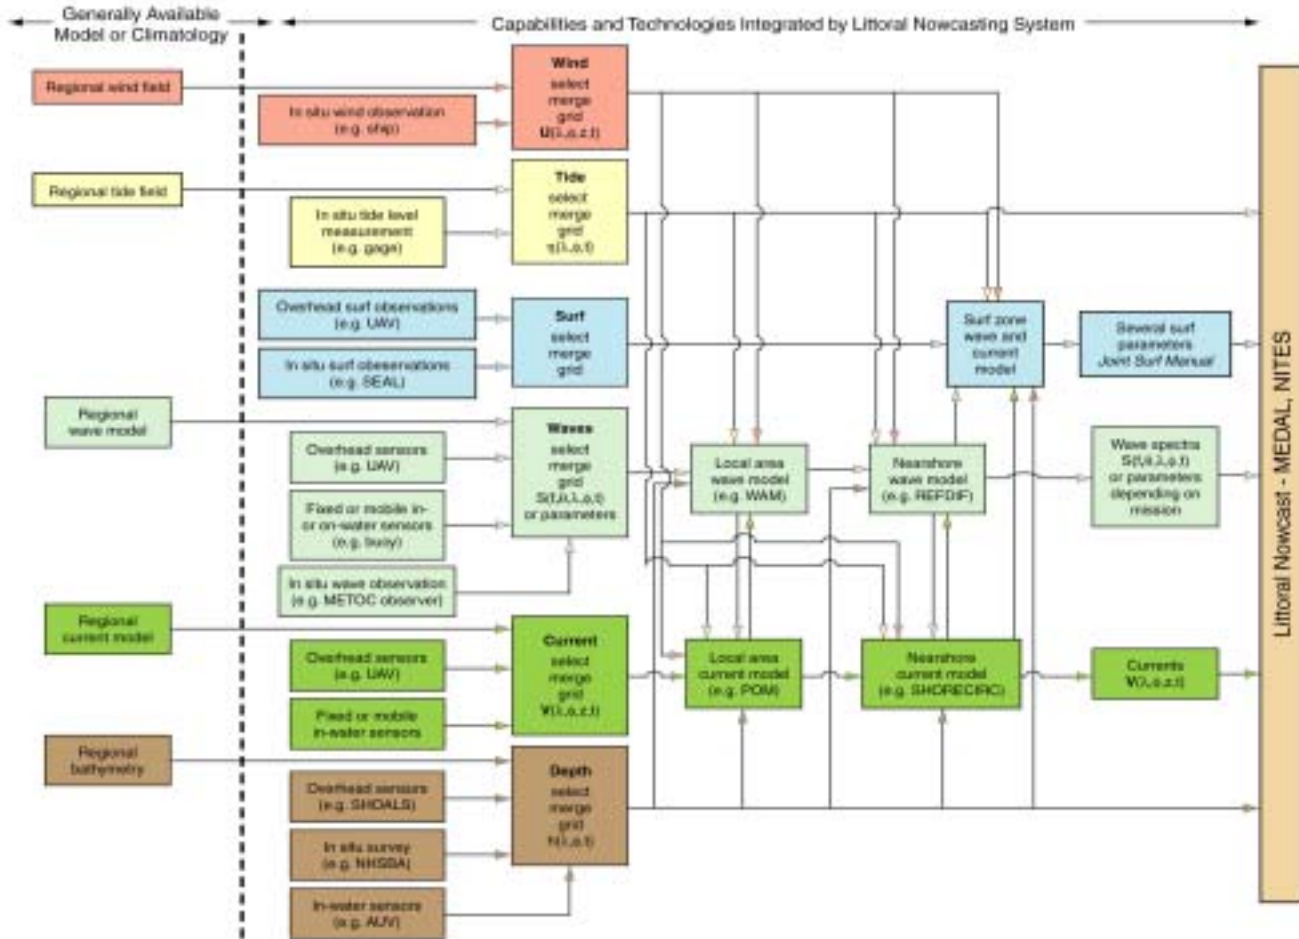 Generally Available
Model or Climatology
Capabilities and Technologies Integrated by Littoral Nowcasting System
Regional wind field
In situ wind observation
(e.g. ship)
Wind
select
merge
grid
Regional tide field
In situ tide level
measurement
(e.g. gage)
Tide
select
merge
grid
Overhead surf observations
(e.g. UAV)
In situ surf obeservations
(e.g. SEAL)
Surf
select
merge
grid
Surf zone
wave and
current
model
Several surf
parameters
Joint Surf Manual
Regional
wave model
Overhead sensors
(e.g. UAV)
Fixed or mobile in-
or on-water sensors
(e.g. buoy)
In situ wave observation
(e.g. METOC observer)
Waves
select
merge
grid
or parameters
Local area
wave model
(e.g. WAM)
Nearshore
wave model
(e.g. REFDIF)
Wave spectra
or parameters
depending on
mission
Regional
current model
Overhead sensors
(e.g. UAV)
Fixed or mobile
in-water sensors
Current
select
merge
grid
Local area
current model
(e.g. POM)
Nearshore
current model
(e.g. SHORECIRC)
Currents
Regional
bathymetry
Overhead sensors
(e.g. SHOALS)
In situ survey
(e.g. NHSBA)
In-water sensors
(e.g. AUV)
Depth
select
merge
grid
Littoral Nowcast - MEDAL, NITES